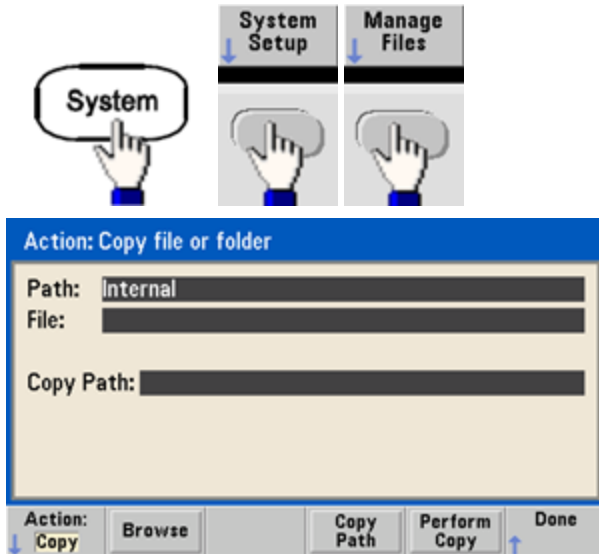 System
System
Setup
Manage
Files
Action: Copy file or folder
Path: Internal
File:
Copy Path:
Action:
Copy
Browse
Copy
Path
Perform
Copy
Done